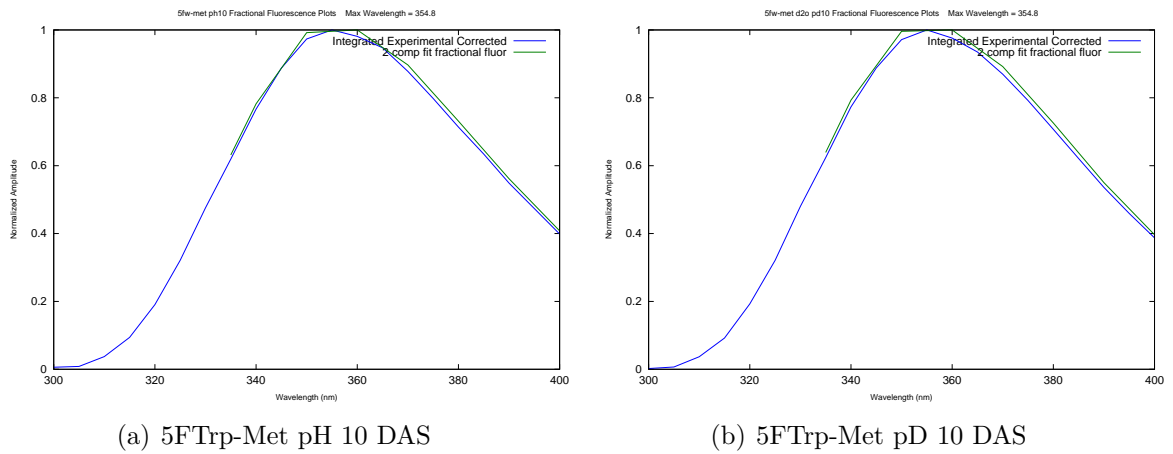 5fw-met ph10 Fractional Fluorescence Plots Max Wavelength = 354.8
Integrated Experimental Corrected
2 comp fit fractional fluor
Normalized Amplitude
1
0.8
0.6
0.4
0.2
0
300 320 340 360 380 400
Wavelength (nm)
(a) 5FTrp-Met pH 10 DAS
5fw-met d2o pd10 Fractional Fluorescence Plots Max Wavelength = 354.8
Integrated Experimental Corrected
2 comp fit fractional fluor
Normalized Amplitude
1
0.8
0.6
0.4
0.2
0
300 320 340 360 380 400
Wavelength (nm)
(b) 5FTrp-Met pD 10 DAS